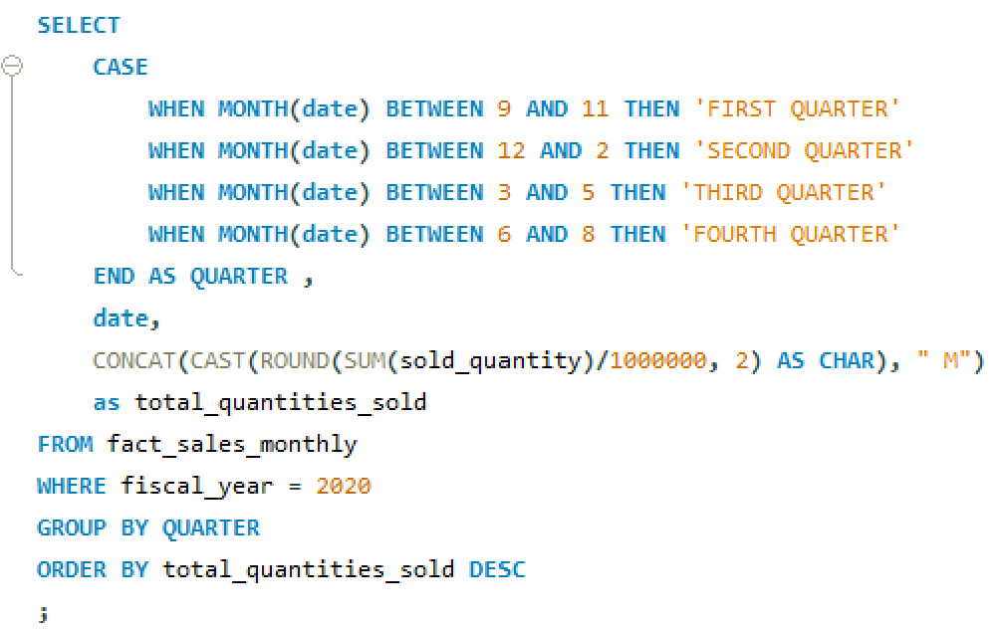 SELECT
CASE
WHEN MONTH(date) BETWEEN 9 AND 11 THEN 'FIRST QUARTER'
WHEN MONTH(date) BETWEEN 12 AND 2 THEN 'SECOND QUARTER'
WHEN MONTH(date) BETWEEN 3 AND 5 THEN 'THIRD QUARTER'
WHEN MONTH(date) BETWEEN 6 AND 8 THEN 'FOURTH QUARTER'
END AS QUARTER ,
date,
CONCAT(CAST(ROUND(SUM(sold_quantity)/1000000, 2) AS CHAR), " M")
as total_quantities_sold
FROM fact_sales_monthly
WHERE fiscal_year = 2020
GROUP BY QUARTER
ORDER BY total_quantities_sold DESC
;